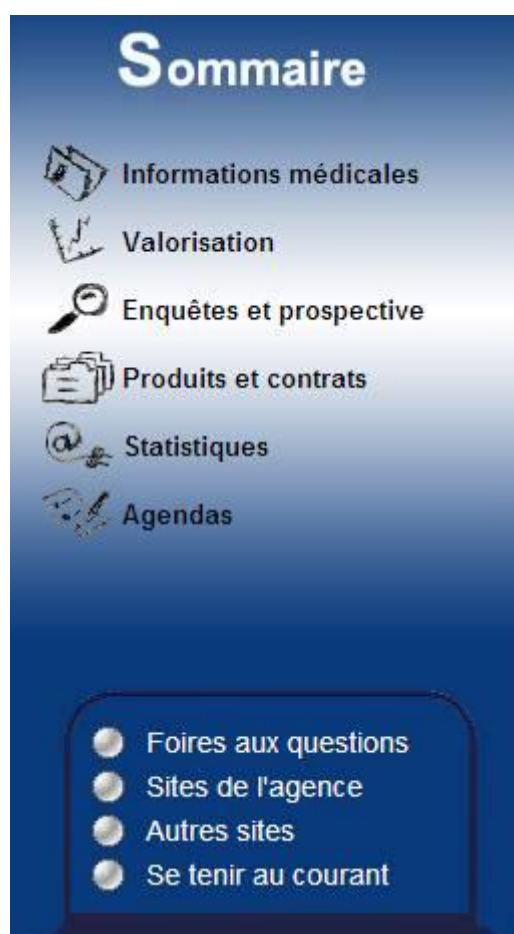 Sommaire
Informations médicales
Valorisation
Enquêtes et prospective
Produits et contrats
Statistiques
Agendas
Foires aux questions
Sites de l'agence
Autres sites
Se tenir au courant